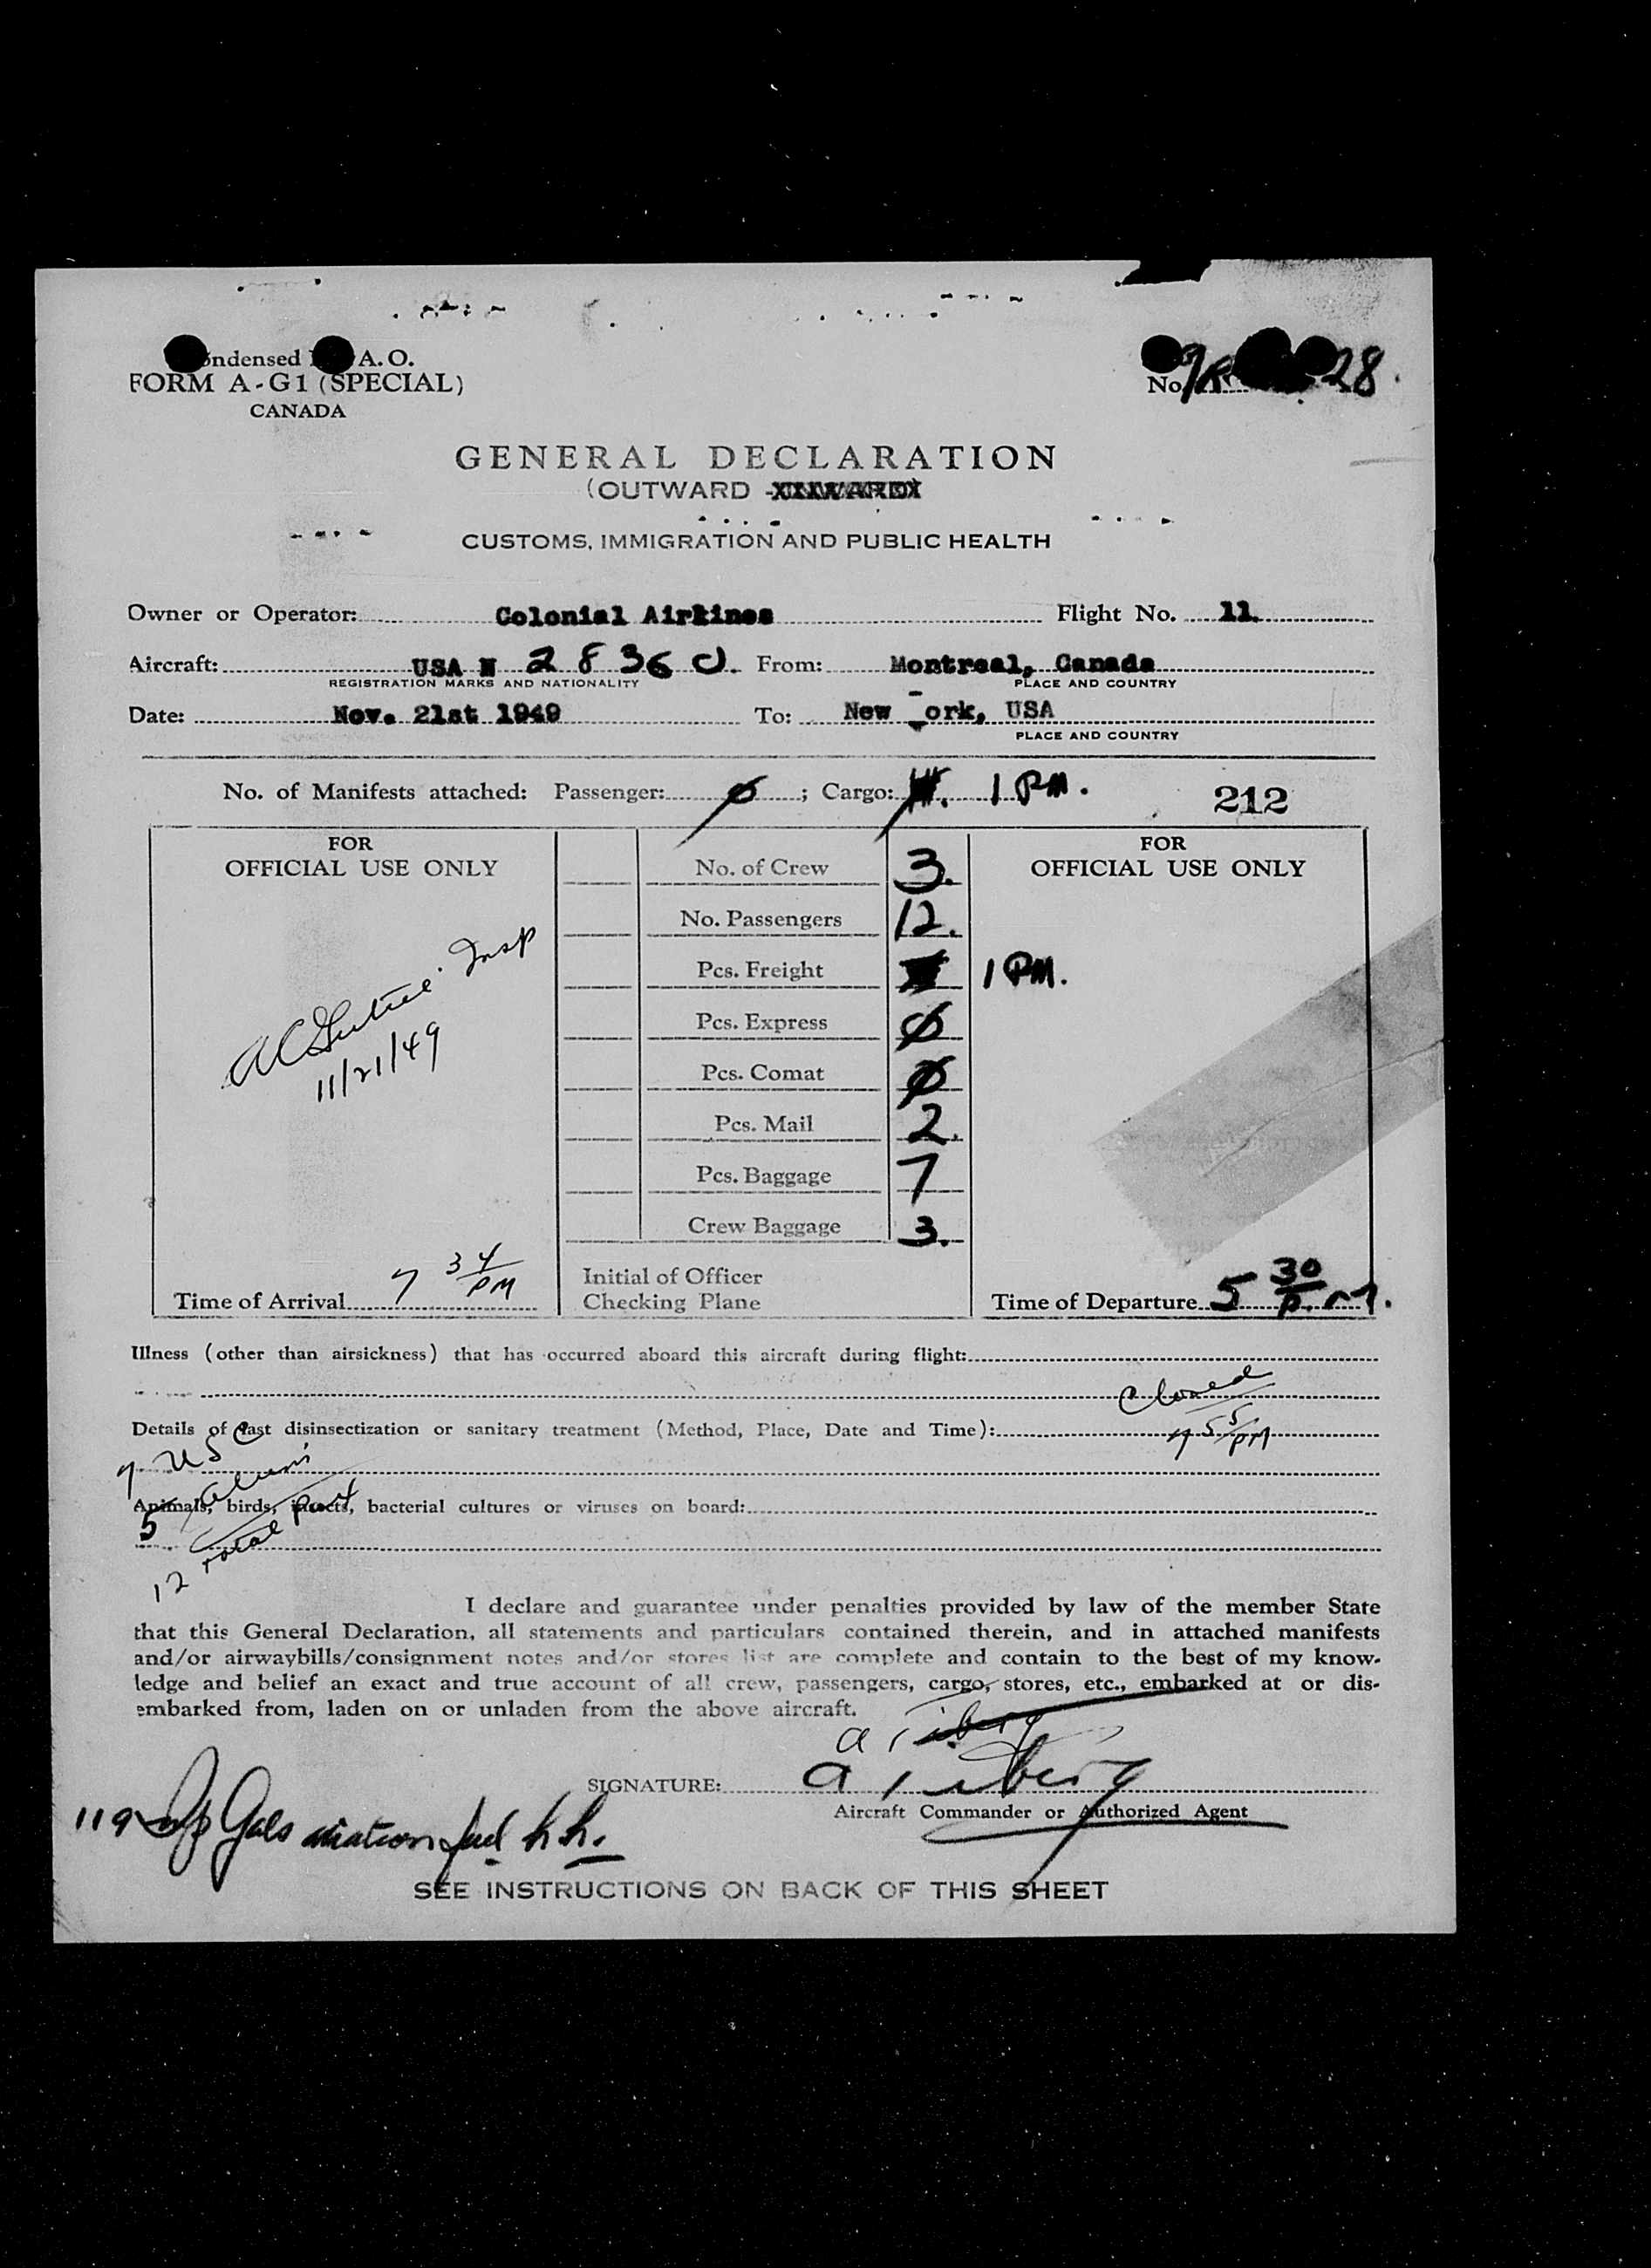 ondensed A. O.
FORM A-G1 (SPECIAL)
CANADA
No. 28.
GENERAL DECLARATION
(OUTWARD -
CUSTOMS, IMMIGRATION AND PUBLIC HEALTH
Owner or Operator: Colonial Airlines Flight No. 11
Aircraft: USA N 28360 From: Montreal, Canada
REGISTRATION MARKS AND NATIONALITY PLACE AND COUNTRY
Date: Nov. 21st 1949 To: New ork, USA
PLACE AND COUNTRY
No. of Manifests attached: Passenger: ø; Cargo: 1 PM. 212
FOR OFFICIAL USE ONLY
Insp
11/21/49
Time of Arrival 7 34 PM
No. of Crew 3.
No. Passengers 12.
Pcs. Freight 1 PM.
Pcs. Express ø
Pcs. Comat ø
Pcs. Mail 2.
Pcs. Baggage 7
Crew Baggage 3.
Initial of Officer
Checking Plane
FOR OFFICIAL USE ONLY
Time of Departure 5 30 p.m.
Illness (other than airsickness) that has occurred aboard this aircraft during flight:
Closed
Details of last disinsectization or sanitary treatment (Method, Place, Date and Time): 7 55 PM
7 USC
Animals, birds, insects, bacterial cultures or viruses on board:
5 aliens
12 total pax
I declare and guarantee under penalties provided by law of the member State
that this General Declaration, all statements and particulars contained therein, and in attached manifests
and/or airwaybills/consignment notes and/or stores list are complete and contain to the best of my know-
ledge and belief an exact and true account of all crew, passengers, cargo, stores, etc., embarked at or dis-
embarked from, laden on or unladen from the above aircraft.
SIGNATURE:
Aircraft Commander or Authorized Agent
119 Gals aviation fuel h.h.
SEE INSTRUCTIONS ON BACK OF THIS SHEET